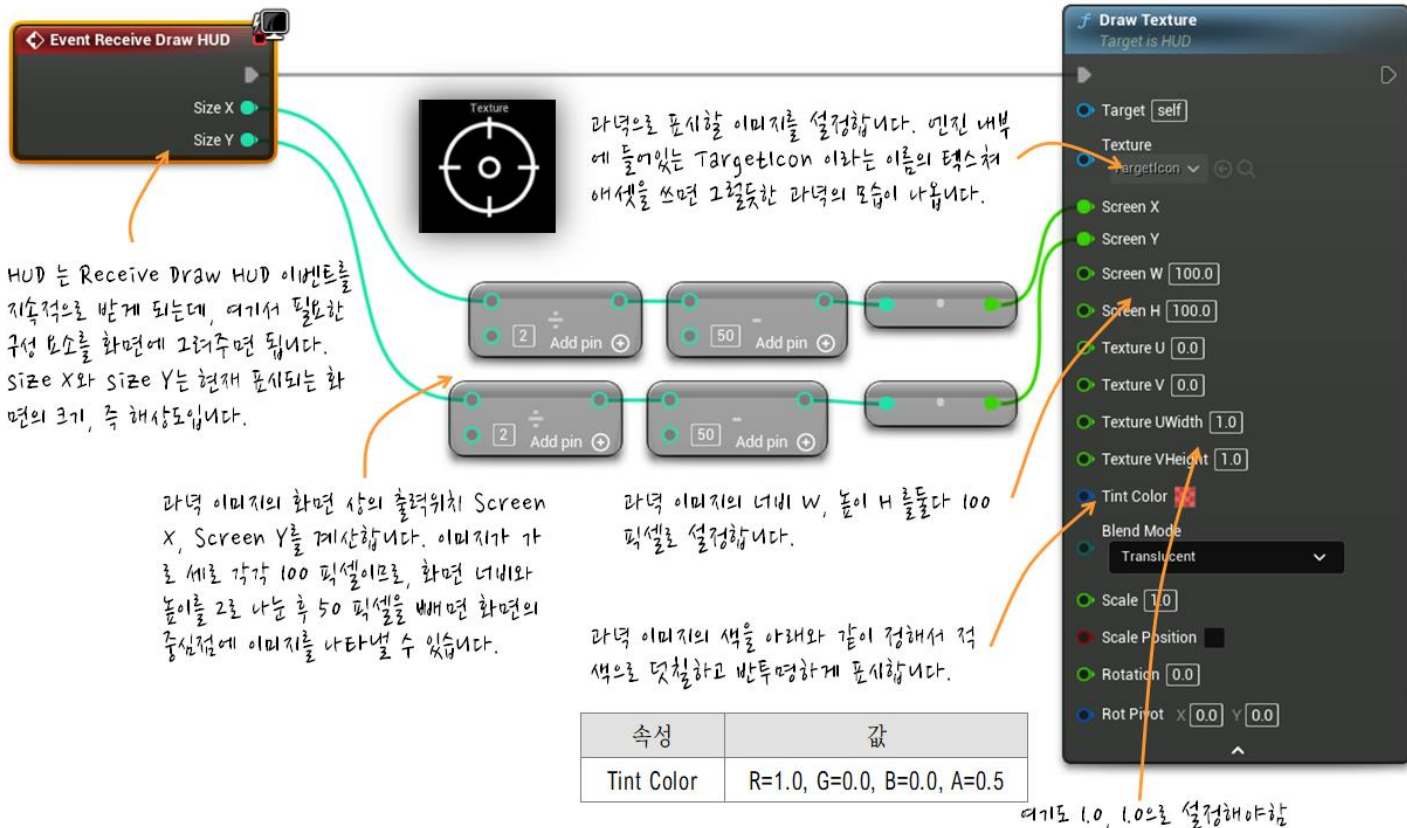 Event Receive Draw HUD
Size X
Size Y
Texture
과녁으로 표시할 이미지를 설정합니다. 엔진 내부
에 들어있는 TargetIcon 이라는 이름의 텍스쳐
애셋을 쓰면 그럴듯한 과녁의 모습이 나옵니다.
HUD 는 Receive Draw HUD 이벤트를
지속적으로 받게 되는데, 여기서 필요한
구성 요소를 화면에 그려주면 됩니다.
Size X와 Size Y는 현재 표시되는 화
면의 크기, 즉 해상도입니다.
÷
2
Add pin
-
50
Add pin
÷
2
Add pin
-
50
Add pin
과녁 이미지의 화면 상의 출력위치 Screen
X, Screen Y를 계산합니다. 이미지가 가
로 세로 각각 100 픽셀이므로, 화면 너비와
높이를 2로 나눈 후 50 픽셀을 빼면 화면의
중심점에 이미지를 나타낼 수 있습니다.
과녁 이미지의 너비 W, 높이 H 를둘다 100
픽셀로 설정합니다.
과녁 이미지의 색을 아래와 같이 정해서 적
색으로 덧칠하고 반투명하게 표시합니다.
속성 값
Tint Color R=1.0, G=0.0, B=0.0, A=0.5
f Draw Texture
Target is HUD
Target self
Texture
TargetIcon
Screen X
Screen Y
Screen W 100.0
Screen H 100.0
Texture U 0.0
Texture V 0.0
Texture UWidth 1.0
Texture VHeight 1.0
Tint Color
Blend Mode
Translucent
Scale 1.0
Scale Position
Rotation 0.0
Rot Pivot X 0.0 Y 0.0
여기도 1.0, 1.0으로 설정해야함